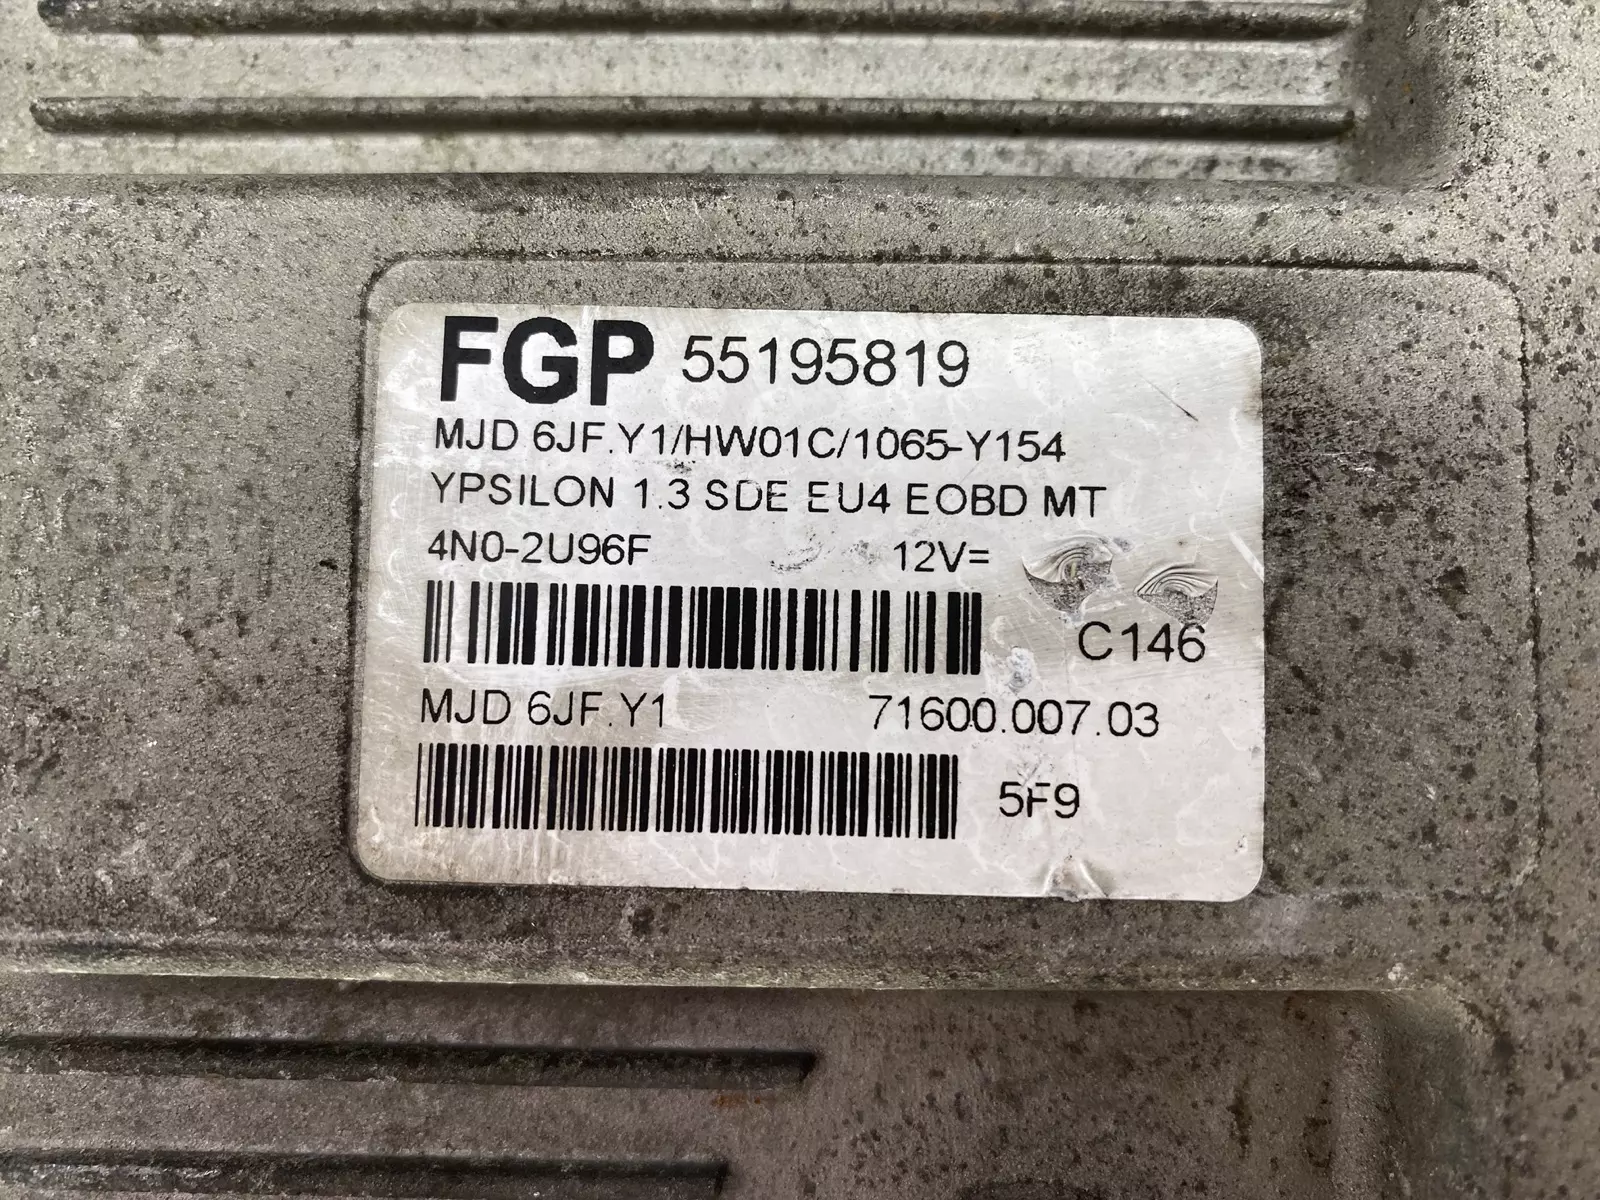 FGP 55195819
MJD 6JF.Y1/HW01C/1065-Y154
YPSILON 1.3 SDE EU4 EOBD MT
4N0-2U96F 12V=
C146
MJD 6JF.Y1 71600.007.03
5F9